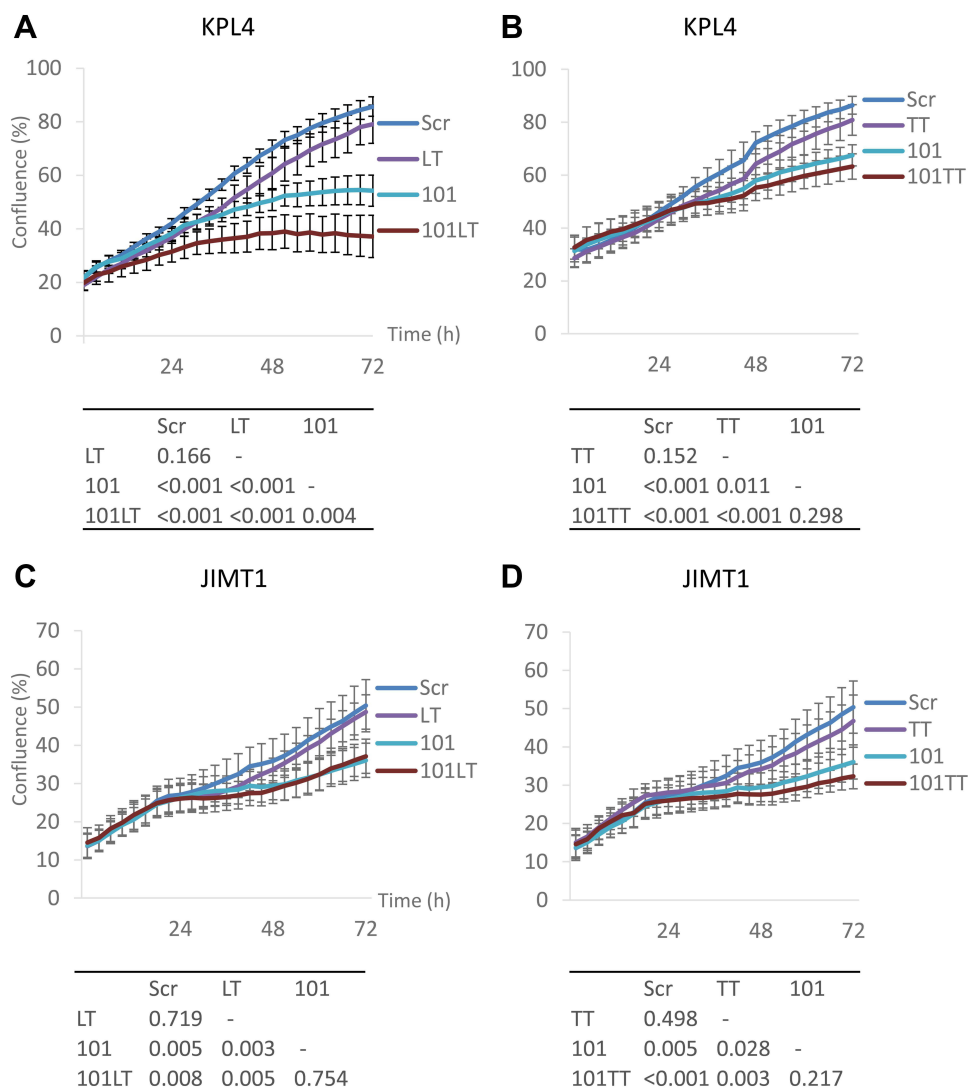 A
KPL4
Confluence (%)
100
80
60
40
20
0
Scr
LT
101
101LT
Time (h)
24 48 72
Scr LT 101
LT 0.166 -
101 <0.001 <0.001 -
101LT <0.001 <0.001 0.004
B
KPL4
100
80
60
40
20
0
Scr
TT
101
101TT
24 48 72
Scr TT 101
TT 0.152 -
101 <0.001 0.011 -
101TT <0.001 <0.001 0.298
C
JIMT1
Confluence (%)
70
60
50
40
30
20
10
0
Scr
LT
101
101LT
Time (h)
24 48 72
Scr LT 101
LT 0.719 -
101 0.005 0.003 -
101LT 0.008 0.005 0.754
D
JIMT1
70
60
50
40
30
20
10
0
Scr
TT
101
101TT
24 48 72
Scr TT 101
TT 0.498 -
101 0.005 0.028 -
101TT <0.001 0.003 0.217